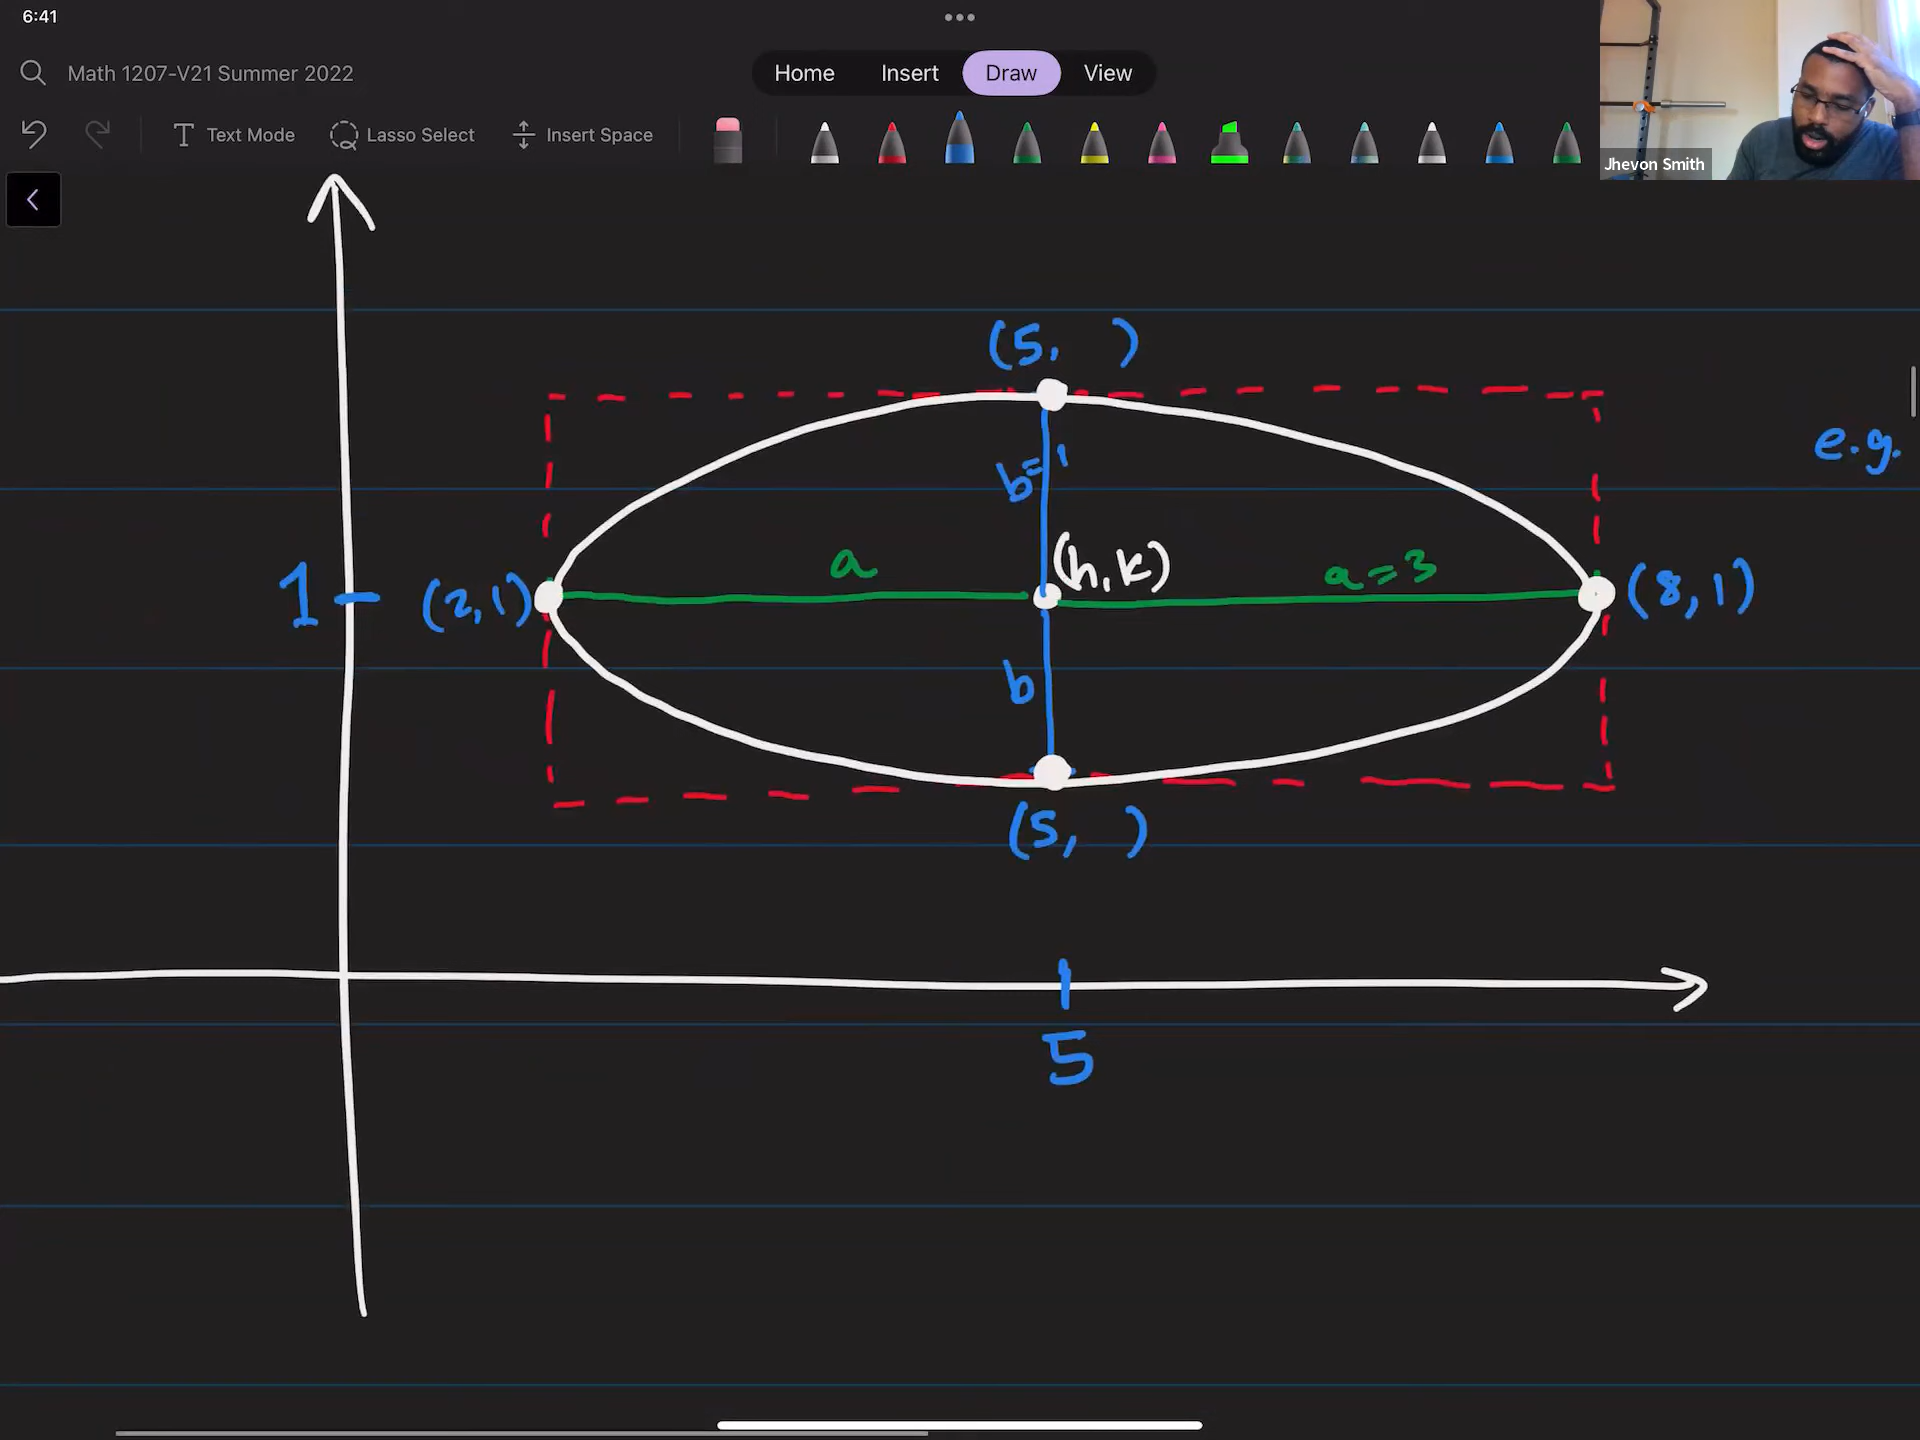 6:41
Math 1207-V21 Summer 2022
Home Insert Draw View
Text Mode Lasso Select Insert Space
Jhevon Smith
(5, )
e.g.
b=1
(h,k)
a
a=3
1
(2,1)
(8,1)
b
(5, )
5